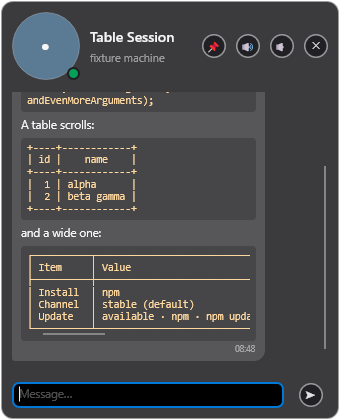 Table Session
fixture machine
andEvenMoreArguments);
A table scrolls:
+----+------------+
| id |    name    |
+----+------------+
|  1 | alpha      |
|  2 | beta gamma |
+----+------------+
and a wide one:
Item │ Value
Install │ npm
Channel │ stable (default)
Update │ available · npm · npm upda
08:48
Message...